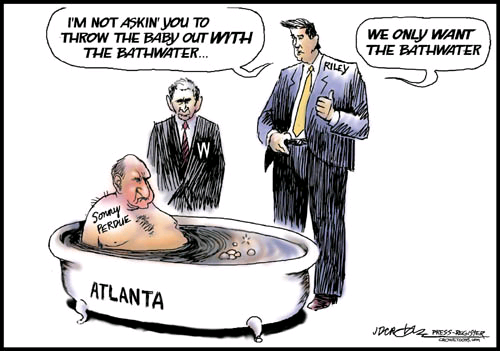 I'M NOT ASKIN' YOU TO
THROW THE BABY OUT WITH
THE BATHWATER...
WE ONLY WANT
THE BATHWATER
RILEY
W
Sonny
PERDUE
ATLANTA
PRESS-REGISTER